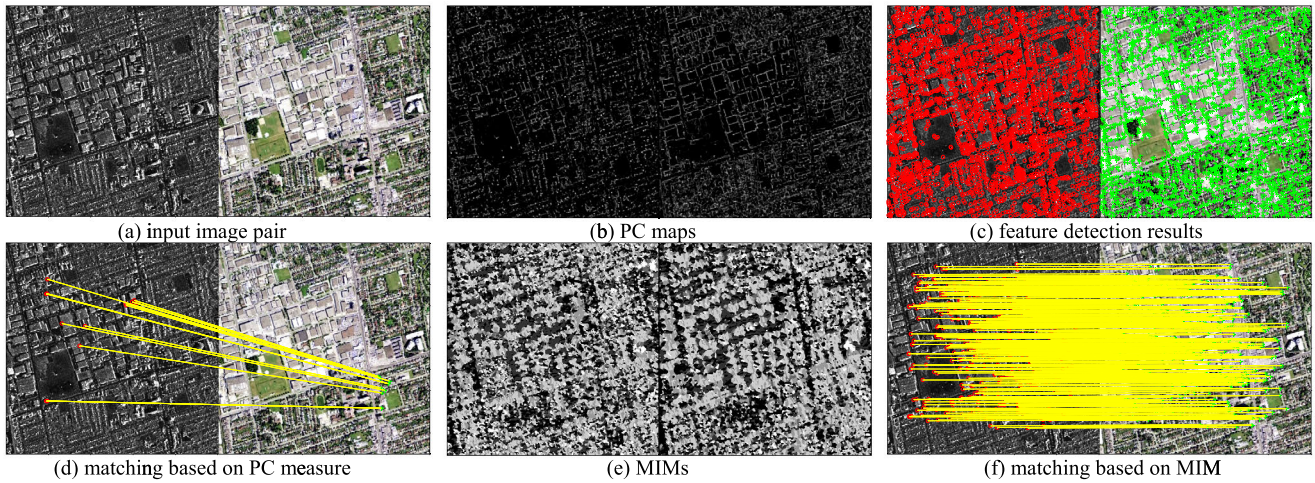 (a) input image pair
(b) PC maps
(c) feature detection results
(d) matching based on PC measure
(e) MIMs
(f) matching based on MIM